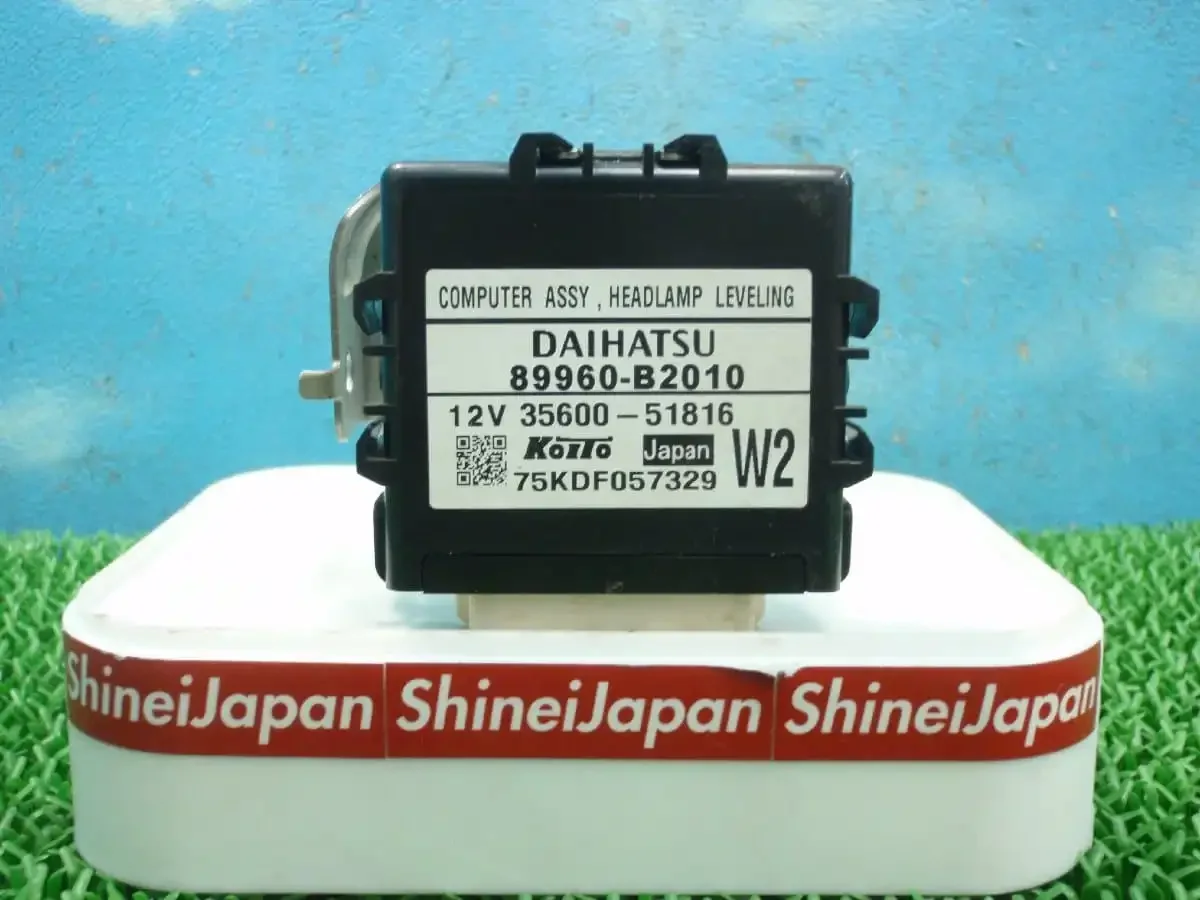 COMPUTER ASSY , HEADLAMP LEVELING
DAIHATSU
89960-B2010
12V 35600-51816
KOITO Japan W2
75KDF057329
ShineiJapan ShineiJapan ShineiJapan